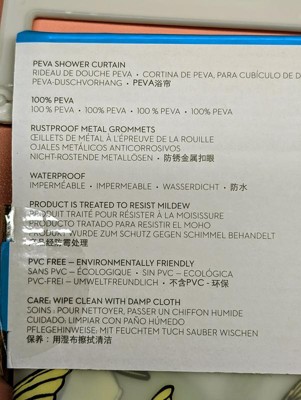 PEVA SHOWER CURTAIN
RIDEAU DE DOUCHE PEVA • CORTINA DE PEVA, PARA CUBÍCULO DE D
PEVA-DUSCHVORHANG • PEVA浴帘
100% PEVA
100% PEVA • 100% PEVA • 100 % PEVA • 100% PEVA
RUSTPROOF METAL GROMMETS
ŒILLETS DE MÉTAL À L'ÉPREUVE DE LA ROUILLE
OJALES METÁLICOS ANTICORROSIVOS
NICHT-ROSTENDE METALLÖSEN • 防锈金属扣眼
WATERPROOF
IMPERMÉABLE • IMPERMEABLE • WASSERDICHT • 防水
PRODUCT IS TREATED TO RESIST MILDEW
PRODUIT TRAITÉ POUR RÉSISTER À LA MOISISSURE
PRODUCTO TRATADO PARA RESISTIR EL MOHO
PRODUKT WURDE ZUM SCHUTZ GEGEN SCHIMMEL BEHANDELT
产品经防霉处理
PVC FREE – ENVIRONMENTALLY FRIENDLY
SANS PVC – ÉCOLOGIQUE • SIN PVC – ECOLÓGICA
PVC-FREI – UMWELTFREUNDLICH • 不含PVC - 环保
CARE: WIPE CLEAN WITH DAMP CLOTH
SOINS : POUR NETTOYER, PASSER UN CHIFFON HUMIDE
CUIDADO: LIMPIAR CON PAÑO HÚMEDO
PFLEGEHINWEISE: MIT FEUCHTEM TUCH SAUBER WISCHEN
保养：用湿布擦拭清洁